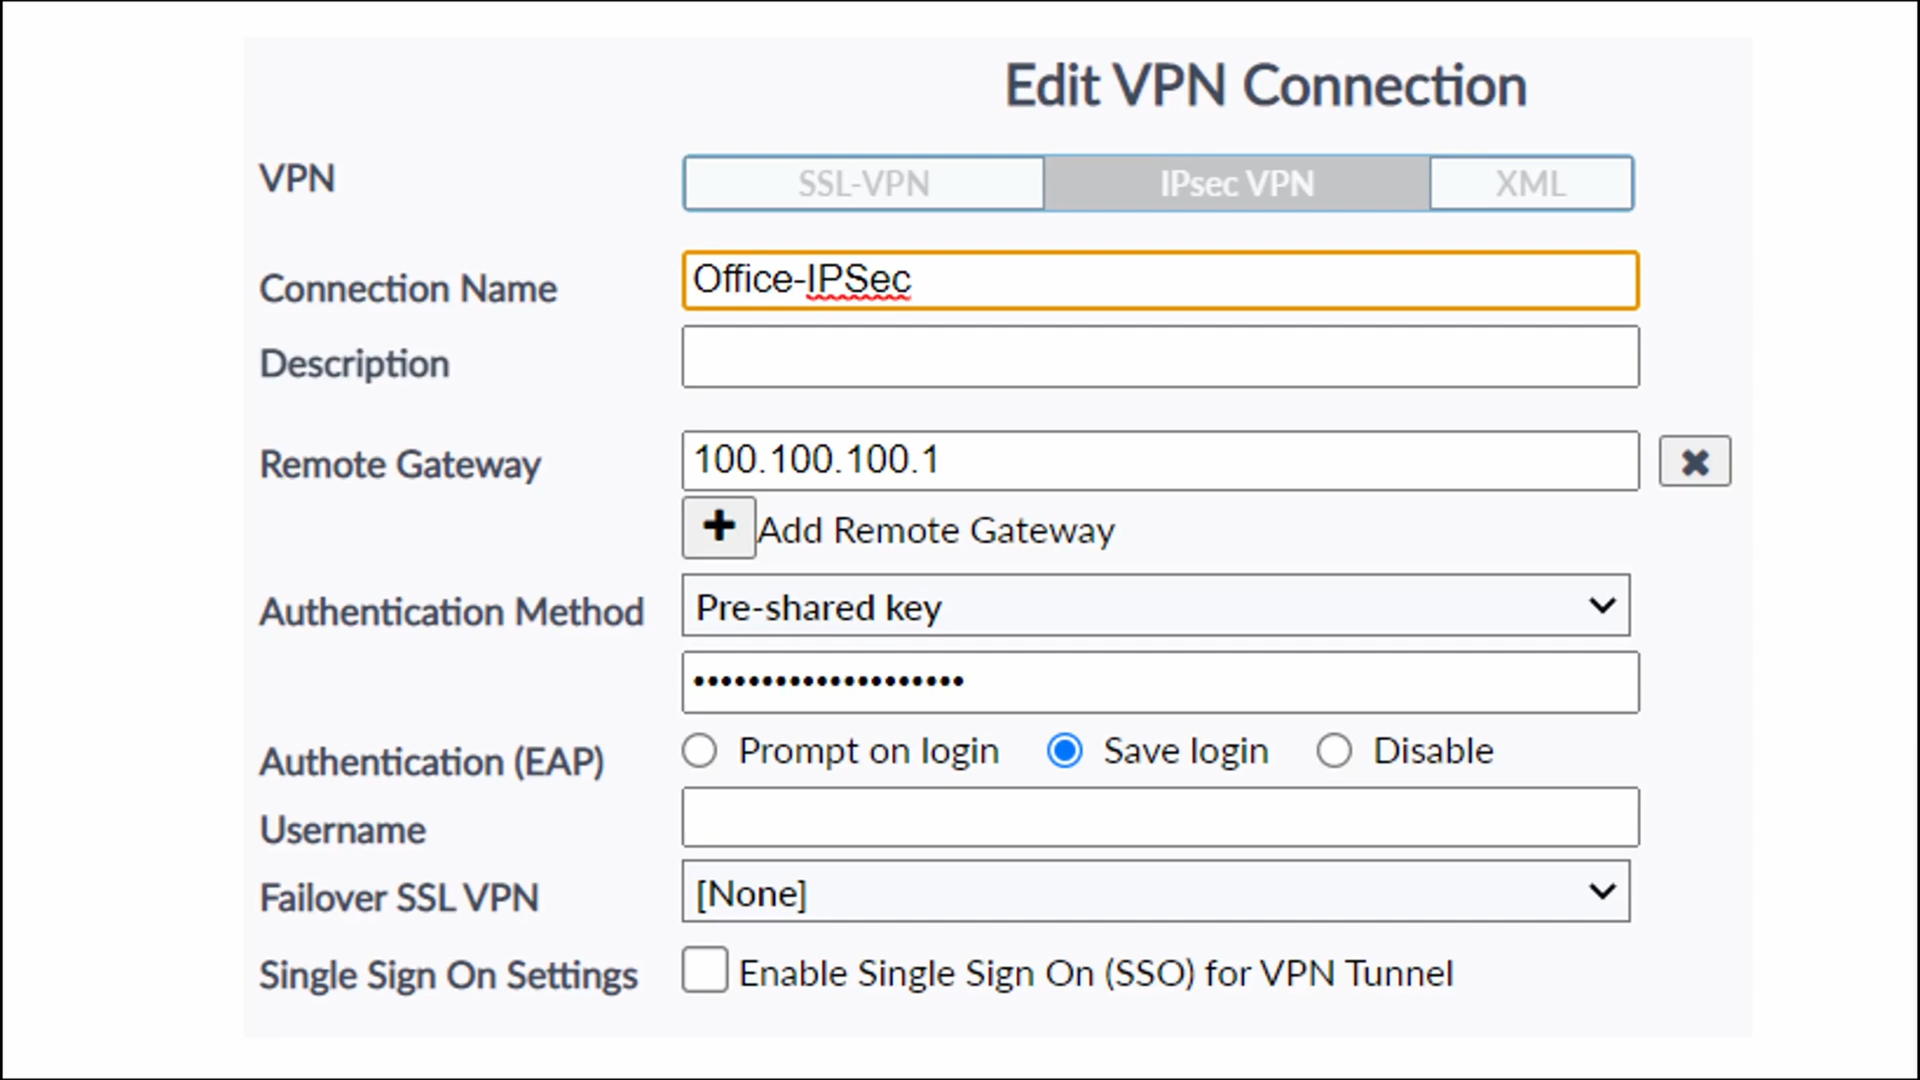 Edit VPN Connection
VPN
SSL-VPN IPsec VPN XML
Connection Name Office-IPSec
Description
Remote Gateway 100.100.100.1
Add Remote Gateway
Authentication Method Pre-shared key
••••••••••••••••••••
Authentication (EAP) Prompt on login Save login Disable
Username
Failover SSL VPN [None]
Single Sign On Settings Enable Single Sign On (SSO) for VPN Tunnel